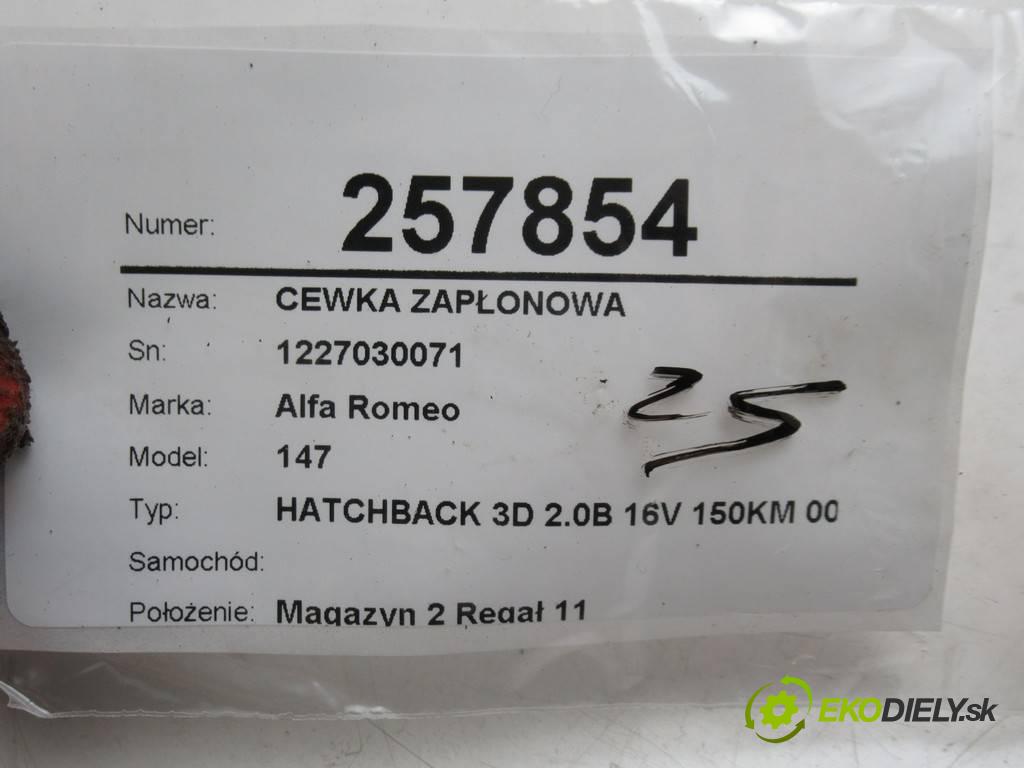 Numer: 257854
Nazwa: CEWKA ZAPŁONOWA
Sn: 1227030071
Marka: Alfa Romeo
25
Model: 147
Typ: HATCHBACK 3D 2.0B 16V 150KM 00
Samochód:
Położenie: Magazyn 2 Regał 11
EKODIELY.sk